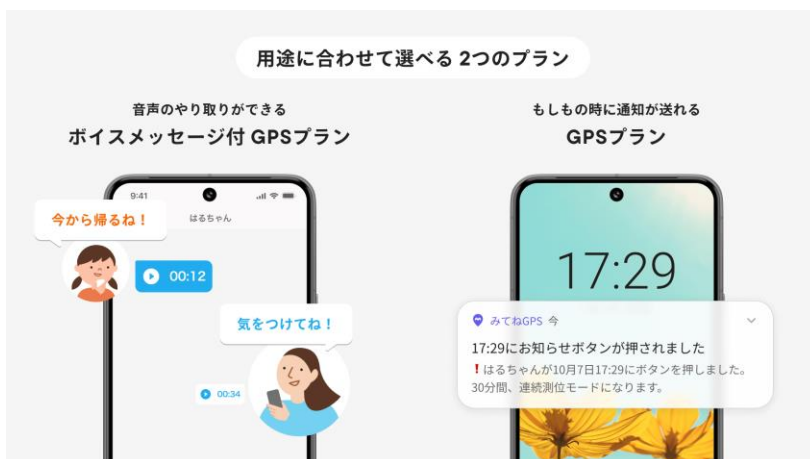 用途に合わせて選べる 2つのプラン
音声のやり取りができる
ボイスメッセージ付 GPSプラン
9:41
はるちゃん
今から帰るね！
00:12
気をつけてね！
00:34
もしもの時に通知が送れる
GPSプラン
17:29
みてねGPS 今
17:29にお知らせボタンが押されました
❗はるちゃんが10月7日17:29にボタンを押しました。
30分間、連続測位モードになります。